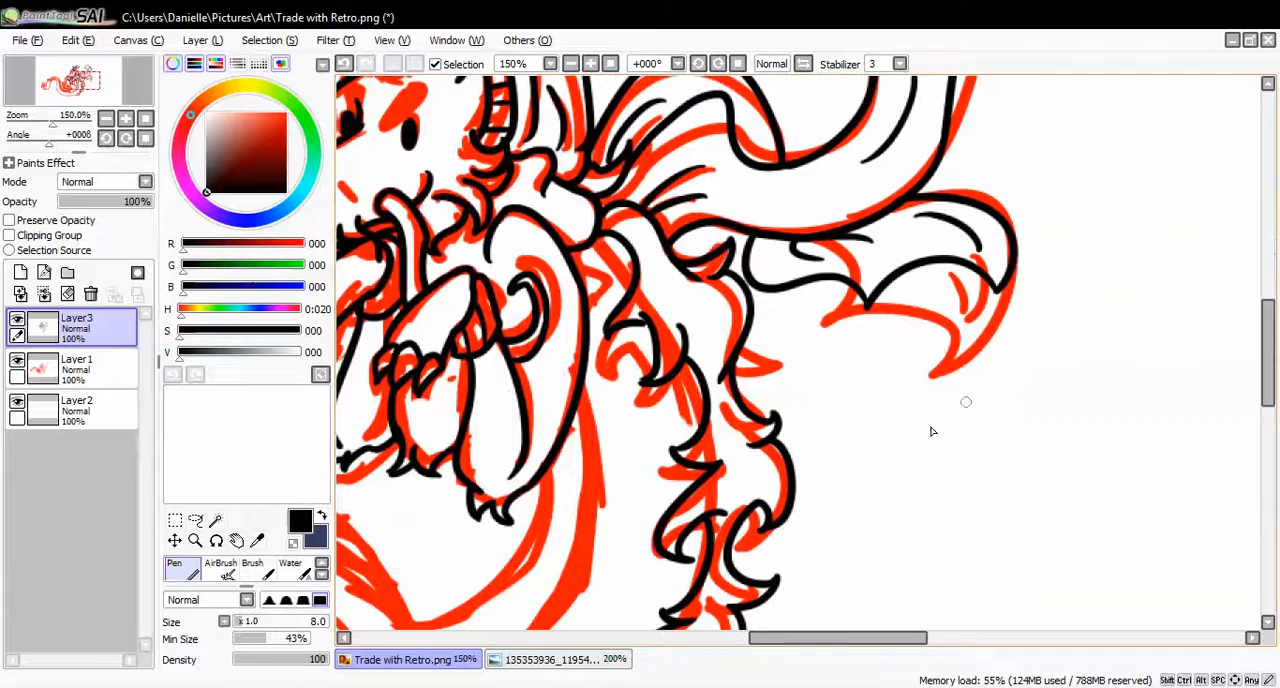 PaintTool SAI C:\Users\Danielle\Pictures\Art\Trade with Retro.png (*)
File (F) Edit (E) Canvas (C) Layer (L) Selection (S) Filter (T) View (V) Window (W) Others (O)
Selection 150% +000° Normal Stabilizer 3
Zoom 150.0%
Angle +000θ
Paints Effect
Mode Normal
Opacity 100%
Preserve Opacity
Clipping Group
Selection Source
Layer3
Normal
100%
Layer1
Normal
100%
Layer2
Normal
100%
R 000
G 000
B 000
H 0:020
S 000
V 000
Pen AirBrush Brush Water
Normal
Size x 1.0 8.0
Min Size 43%
Density 100
Trade with Retro.png 150% 135353936_11954... 200%
Memory load: 55% (124MB used / 788MB reserved) Shift Ctrl Alt SPC Any